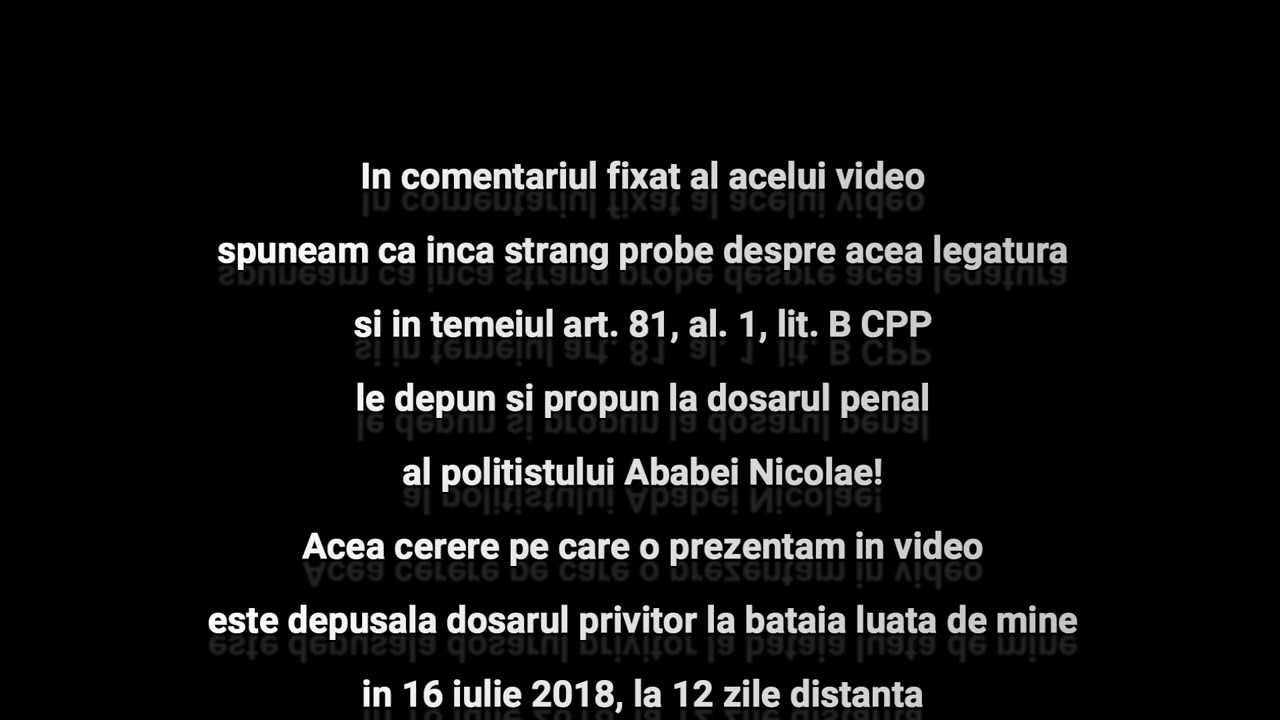 In comentariul fixat al acelui video
spuneam ca inca strang probe despre acea legatura
si in temeiul art. 81, al. 1, lit. B CPP
le depun si propun la dosarul penal
al politistului Ababei Nicolae!
Acea cerere pe care o prezentam in video
este depusala dosarul privitor la bataia luata de mine
in 16 iulie 2018, la 12 zile distanta